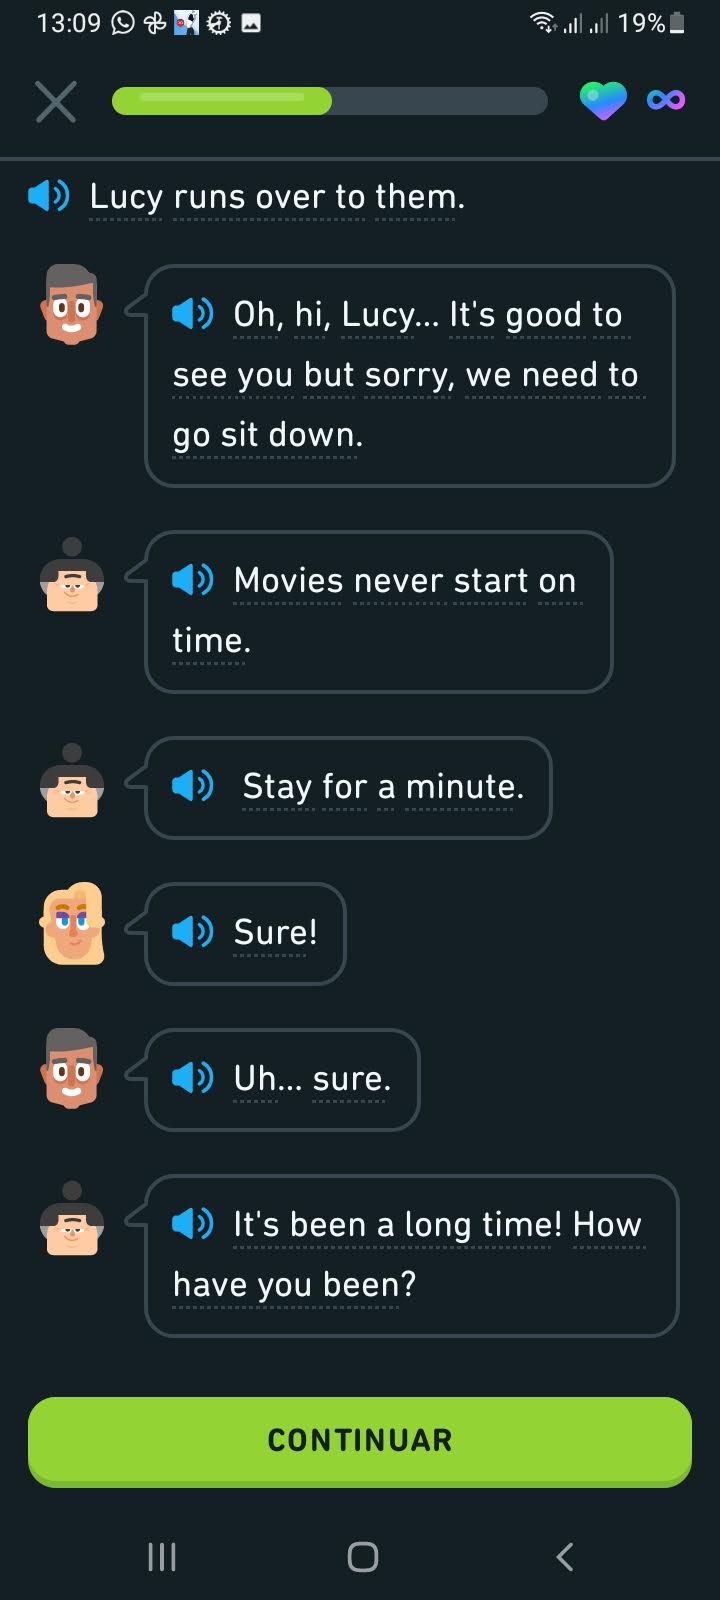 13:09
19%
Lucy runs over to them.
Oh, hi, Lucy... It's good to
see you but sorry, we need to
go sit down.
Movies never start on
time.
Stay for a minute.
Sure!
Uh... sure.
It's been a long time! How
have you been?
CONTINUAR